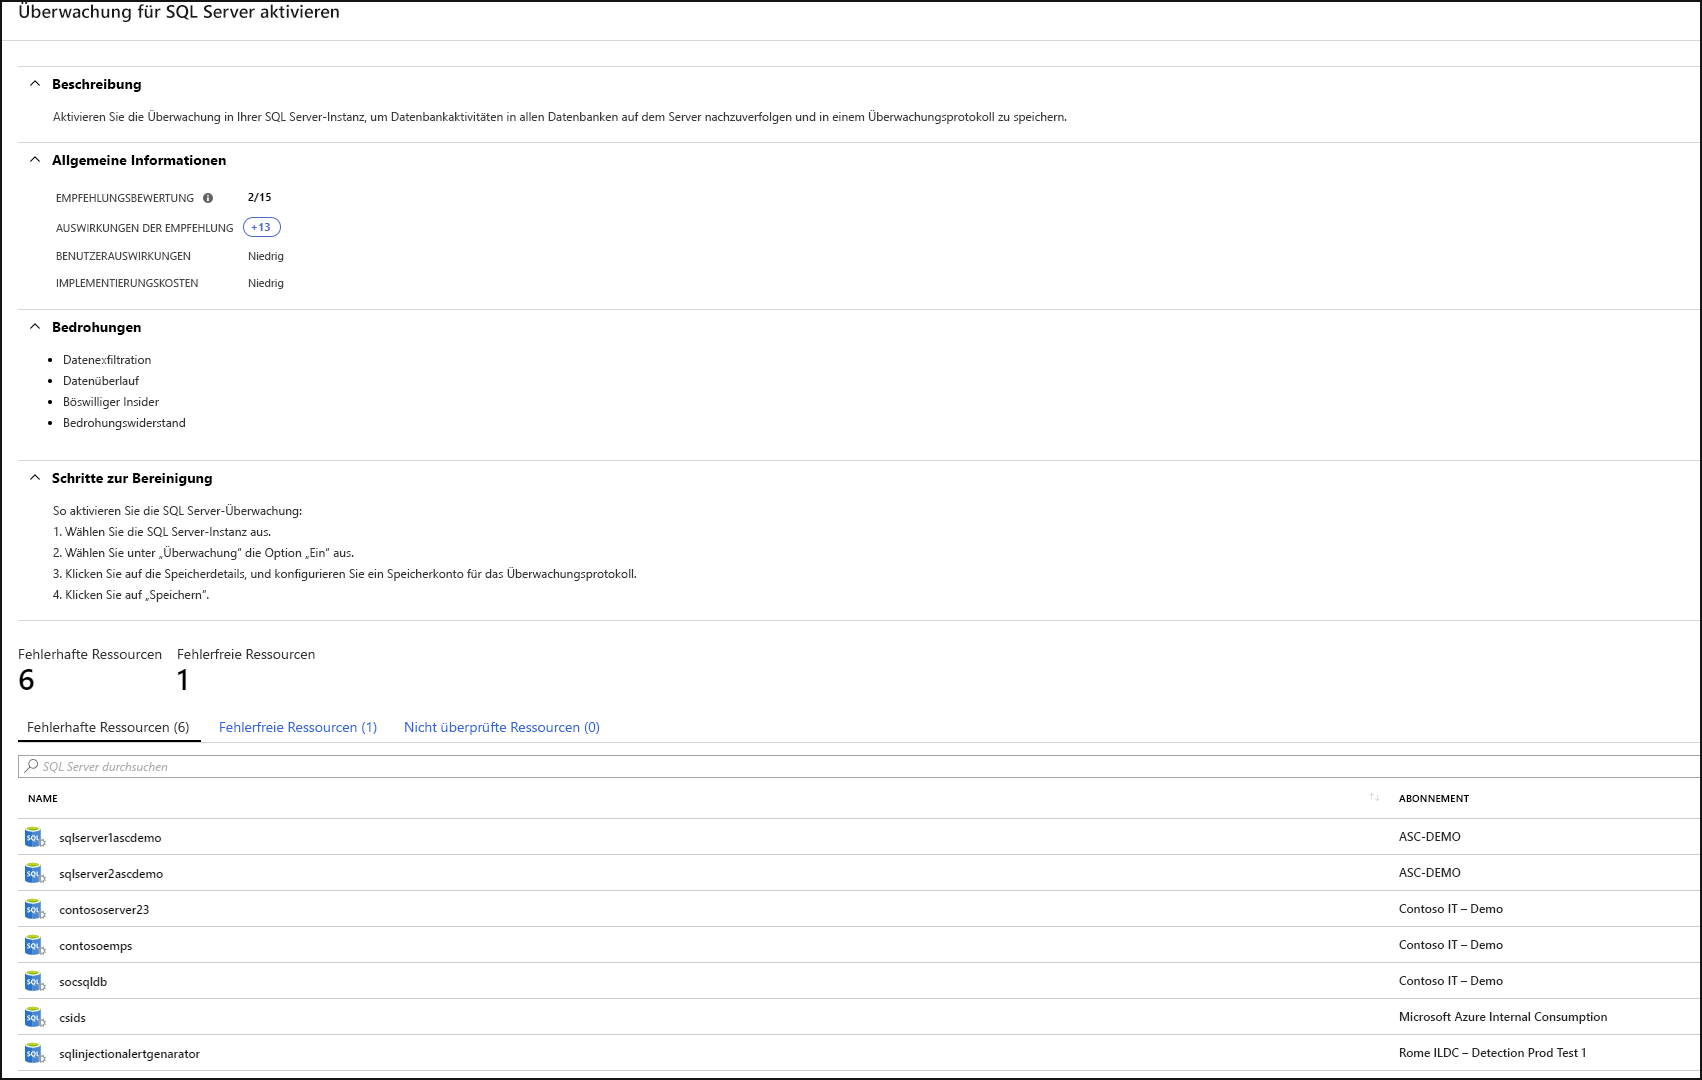 Überwachung für SQL Server aktivieren
Beschreibung
Aktivieren Sie die Überwachung in Ihrer SQL Server-Instanz, um Datenbankaktivitäten in allen Datenbanken auf dem Server nachzuverfolgen und in einem Überwachungsprotokoll zu speichern.
Allgemeine Informationen
EMPFEHLUNGSBEWERTUNG 2/15
AUSWIRKUNGEN DER EMPFEHLUNG +13
BENUTZERAUSWIRKUNGEN Niedrig
IMPLEMENTIERUNGSKOSTEN Niedrig
Bedrohungen
• Datenexfiltration
• Datenüberlauf
• Böswilliger Insider
• Bedrohungswiderstand
Schritte zur Bereinigung
So aktivieren Sie die SQL Server-Überwachung:
1. Wählen Sie die SQL Server-Instanz aus.
2. Wählen Sie unter „Überwachung“ die Option „Ein“ aus.
3. Klicken Sie auf die Speicherdetails, und konfigurieren Sie ein Speicherkonto für das Überwachungsprotokoll.
4. Klicken Sie auf „Speichern“.
Fehlerhafte Ressourcen Fehlerfreie Ressourcen
6 1
Fehlerhafte Ressourcen (6) Fehlerfreie Ressourcen (1) Nicht überprüfte Ressourcen (0)
SQL Server durchsuchen
NAME ↑↓ ABONNEMENT
SQL sqlserver1ascdemo ASC-DEMO
SQL sqlserver2ascdemo ASC-DEMO
SQL contososerver23 Contoso IT – Demo
SQL contosoemps Contoso IT – Demo
SQL socsqldb Contoso IT – Demo
SQL csids Microsoft Azure Internal Consumption
SQL sqlinjectionalertgenarator Rome ILDC – Detection Prod Test 1